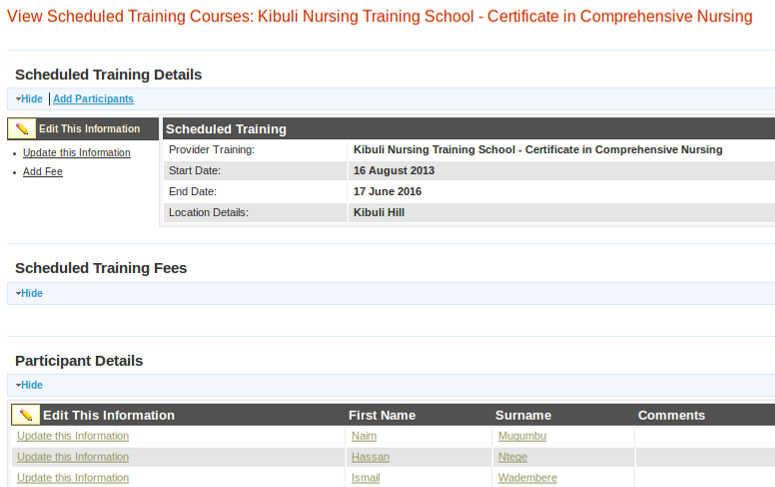 View Scheduled Training Courses: Kibuli Nursing Training School - Certificate in Comprehensive Nursing
Scheduled Training Details
Hide | Add Participants
Edit This Information
Update this Information
Add Fee
Scheduled Training
Provider Training: Kibuli Nursing Training School - Certificate in Comprehensive Nursing
Start Date: 16 August 2013
End Date: 17 June 2016
Location Details: Kibuli Hill
Scheduled Training Fees
Hide
Participant Details
Hide
Edit This Information First Name Surname Comments
Update this Information Naim Mugumbu
Update this Information Hassan Ntege
Update this Information Ismail Wadembere